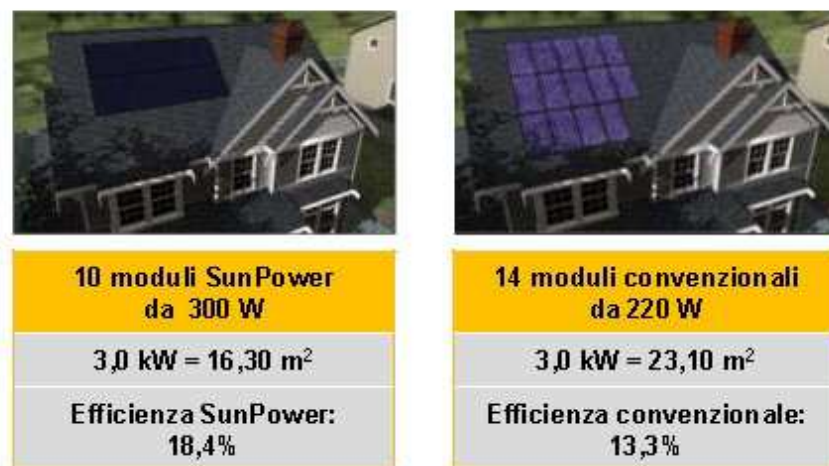 10 moduli SunPower
da 300 W
3,0 kW = 16,30 m²
Efficienza SunPower:
18,4%
14 moduli convenzionali
da 220 W
3,0 kW = 23,10 m²
Efficienza convenzionale:
13,3%